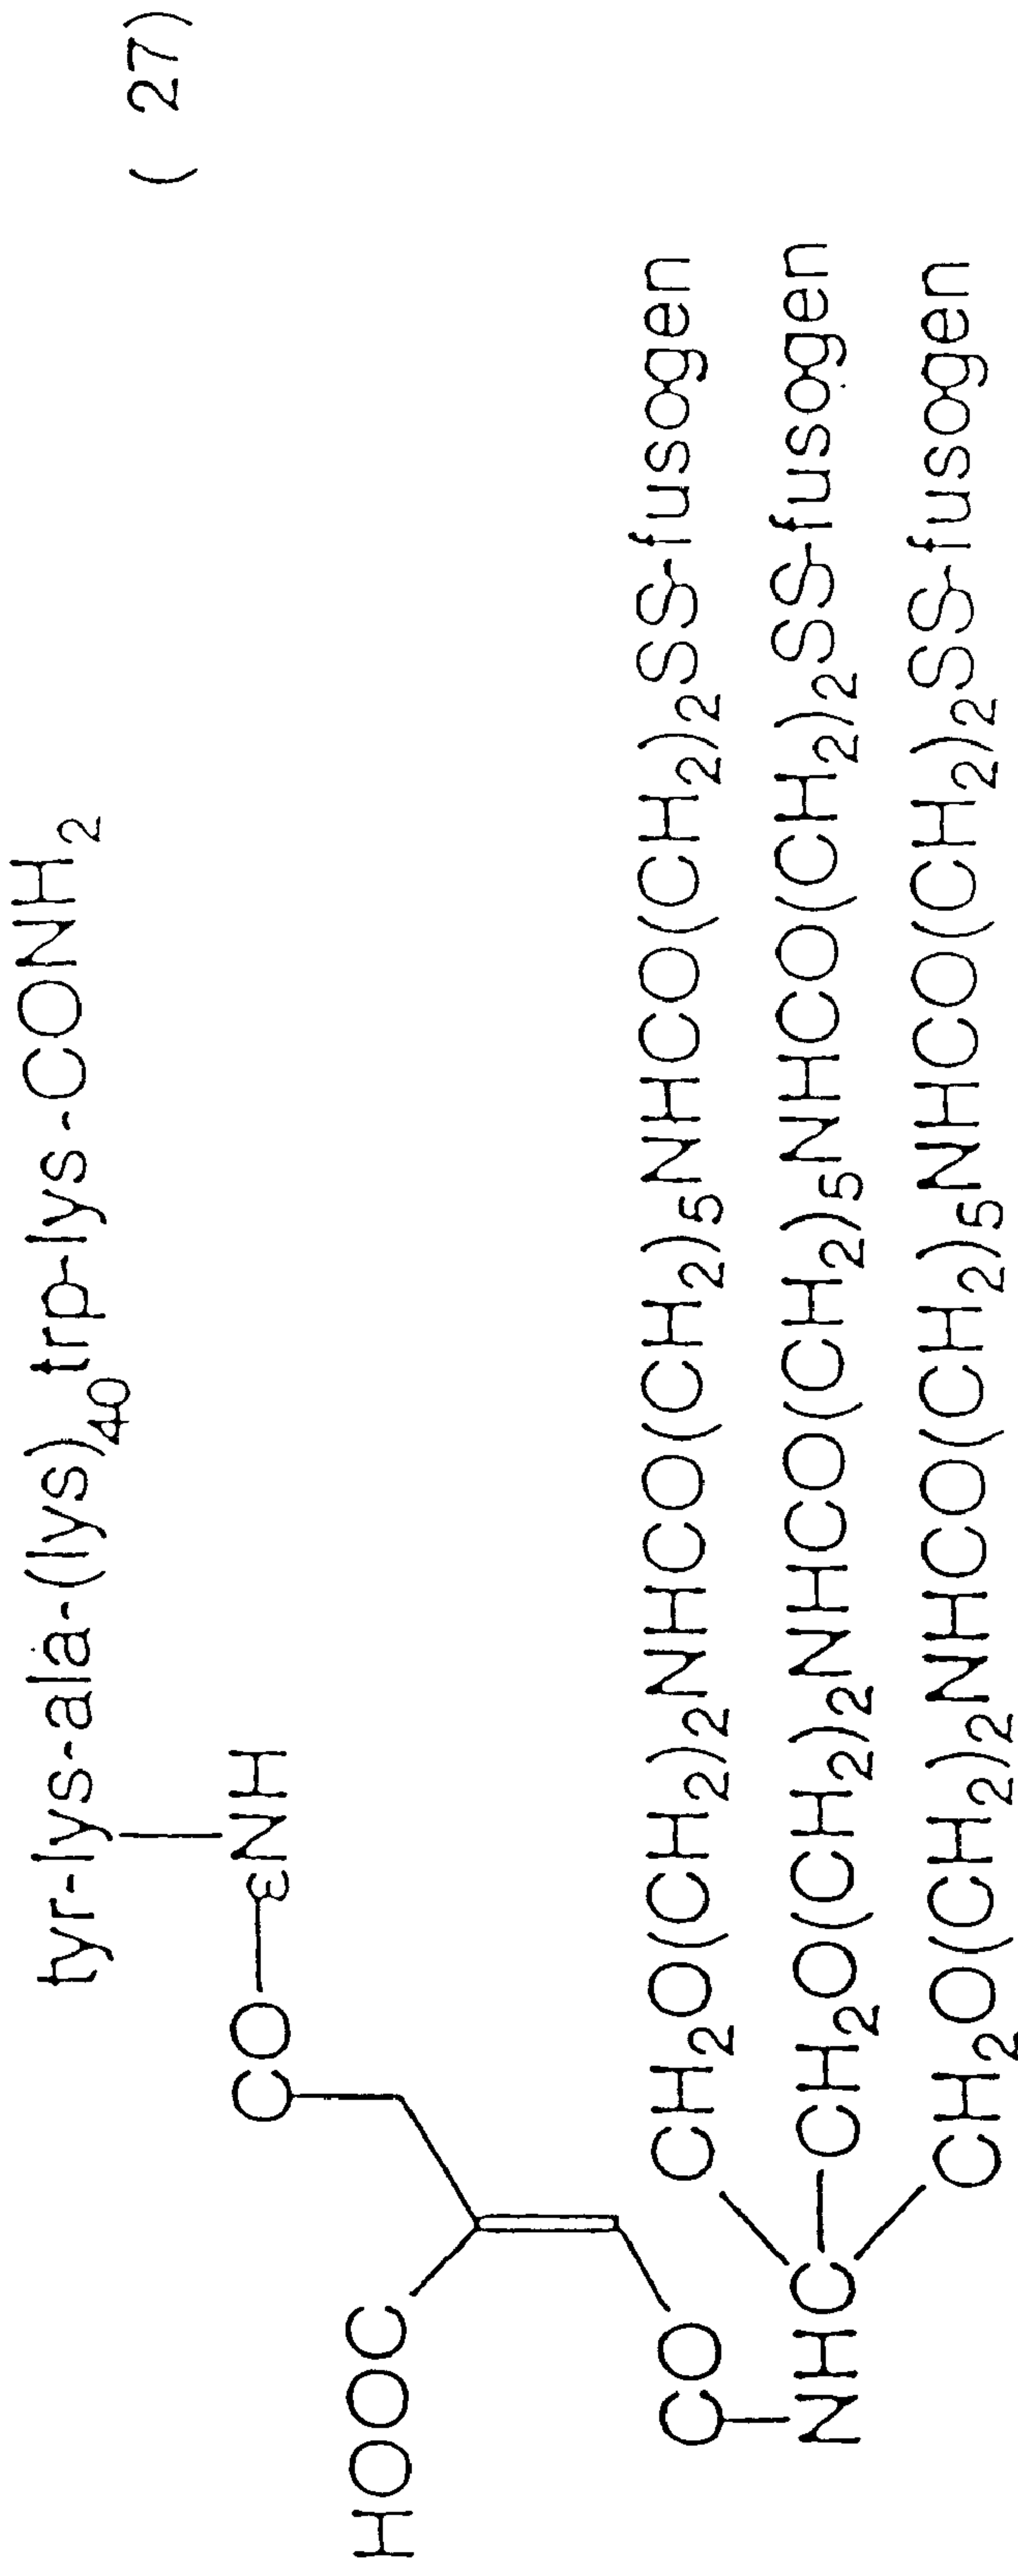 tyr-lys-ala-(lys)40trp-lys-CONH2
( 27)
CO-εNH
HOOC
CO
CH2O(CH2)2NHCO(CH2)5NHCO(CH2)2SS-fusogen
NHC-CH2O(CH2)2NHCO(CH2)5NHCO(CH2)2SS-fusogen
CH2O(CH2)2NHCO(CH2)5NHCO(CH2)2SS-fusogen